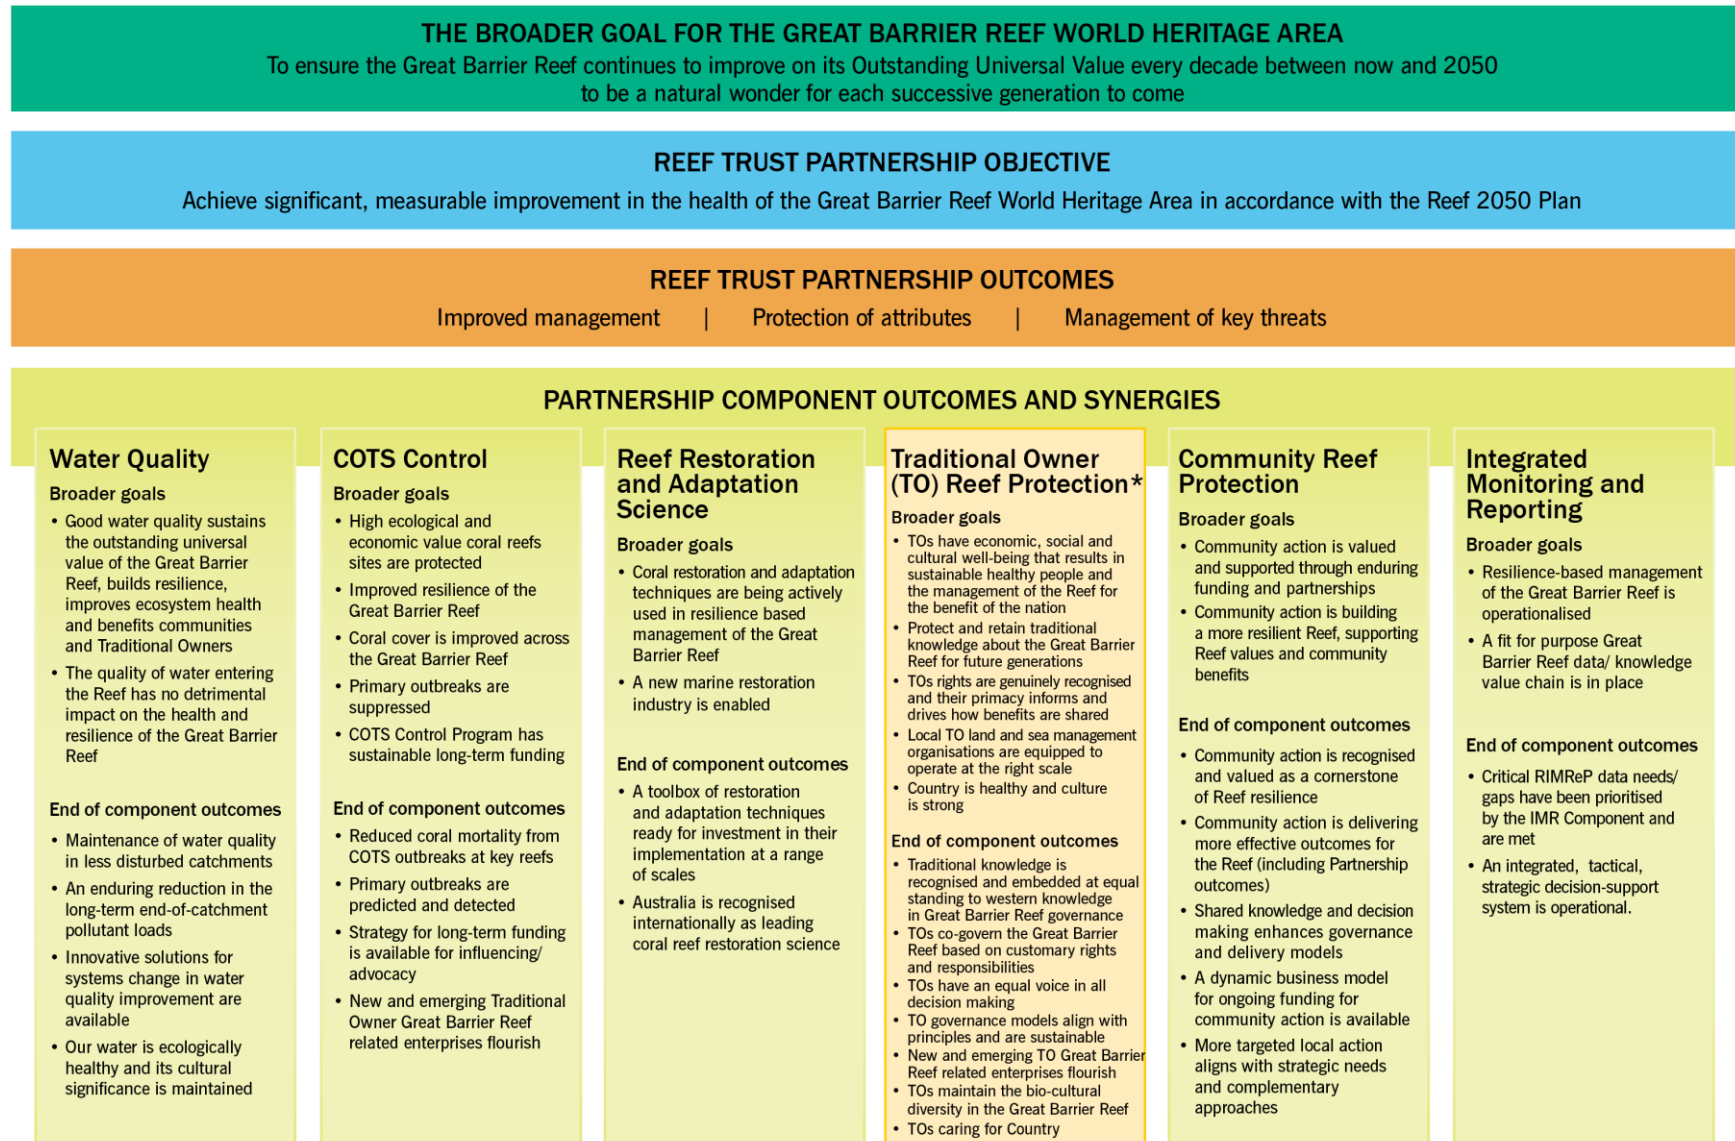 THE BROADER GOAL FOR THE GREAT BARRIER REEF WORLD HERITAGE AREA
To ensure the Great Barrier Reef continues to improve on its Outstanding Universal Value every decade between now and 2050
to be a natural wonder for each successive generation to come
REEF TRUST PARTNERSHIP OBJECTIVE
Achieve significant, measurable improvement in the health of the Great Barrier Reef World Heritage Area in accordance with the Reef 2050 Plan
REEF TRUST PARTNERSHIP OUTCOMES
Improved management | Protection of attributes | Management of key threats
PARTNERSHIP COMPONENT OUTCOMES AND SYNERGIES
Water Quality
Broader goals
• Good water quality sustains
the outstanding universal
value of the Great Barrier
Reef, builds resilience,
improves ecosystem health
and benefits communities
and Traditional Owners
• The quality of water entering
the Reef has no detrimental
impact on the health and
resilience of the Great Barrier
Reef
End of component outcomes
• Maintenance of water quality
in less disturbed catchments
• An enduring reduction in the
long-term end-of-catchment
pollutant loads
• Innovative solutions for
systems change in water
quality improvement are
available
• Our water is ecologically
healthy and its cultural
significance is maintained
COTS Control
Broader goals
• High ecological and
economic value coral reefs
sites are protected
• Improved resilience of the
Great Barrier Reef
• Coral cover is improved across
the Great Barrier Reef
• Primary outbreaks are
suppressed
• COTS Control Program has
sustainable long-term funding
End of component outcomes
• Reduced coral mortality from
COTS outbreaks at key reefs
• Primary outbreaks are
predicted and detected
• Strategy for long-term funding
is available for influencing/
advocacy
• New and emerging Traditional
Owner Great Barrier Reef
related enterprises flourish
Reef Restoration
and Adaptation
Science
Broader goals
• Coral restoration and adaptation
techniques are being actively
used in resilience based
management of the Great
Barrier Reef
• A new marine restoration
industry is enabled
End of component outcomes
• A toolbox of restoration
and adaptation techniques
ready for investment in their
implementation at a range
of scales
• Australia is recognised
internationally as leading
coral reef restoration science
Traditional Owner
(TO) Reef Protection*
Broader goals
• TOs have economic, social and
cultural well-being that results in
sustainable healthy people and
the management of the Reef for
the benefit of the nation
• Protect and retain traditional
knowledge about the Great Barrier
Reef for future generations
• TOs rights are genuinely recognised
and their primacy informs and
drives how benefits are shared
• Local TO land and sea management
organisations are equipped to
operate at the right scale
• Country is healthy and culture
is strong
End of component outcomes
• Traditional knowledge is
recognised and embedded at equal
standing to western knowledge
in Great Barrier Reef governance
• TOs co-govern the Great Barrier
Reef based on customary rights
and responsibilities
• TOs have an equal voice in all
decision making
• TO governance models align with
principles and are sustainable
• New and emerging TO Great Barrier
Reef related enterprises flourish
• TOs maintain the bio-cultural
diversity in the Great Barrier Reef
• TOs caring for Country
Community Reef
Protection
Broader goals
• Community action is valued
and supported through enduring
funding and partnerships
• Community action is building
a more resilient Reef, supporting
Reef values and community
benefits
End of component outcomes
• Community action is recognised
and valued as a cornerstone
of Reef resilience
• Community action is delivering
more effective outcomes for
the Reef (including Partnership
outcomes)
• Shared knowledge and decision
making enhances governance
and delivery models
• A dynamic business model
for ongoing funding for
community action is available
• More targeted local action
aligns with strategic needs
and complementary
approaches
Integrated
Monitoring and
Reporting
Broader goals
• Resilience-based management
of the Great Barrier Reef is
operationalised
• A fit for purpose Great
Barrier Reef data/ knowledge
value chain is in place
End of component outcomes
• Critical RIMReP data needs/
gaps have been prioritised
by the IMR Component and
are met
• An integrated, tactical,
strategic decision-support
system is operational.